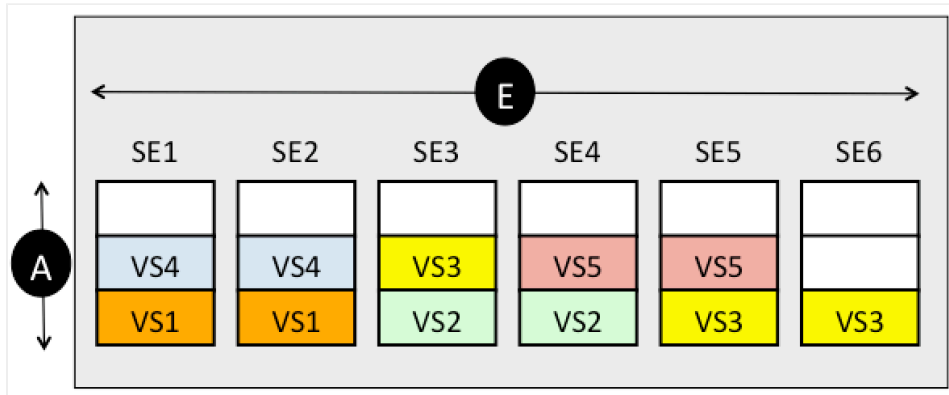 E
SE1 SE2 SE3 SE4 SE5 SE6
A
VS4 VS4 VS3 VS5 VS5
VS1 VS1 VS2 VS2 VS3 VS3